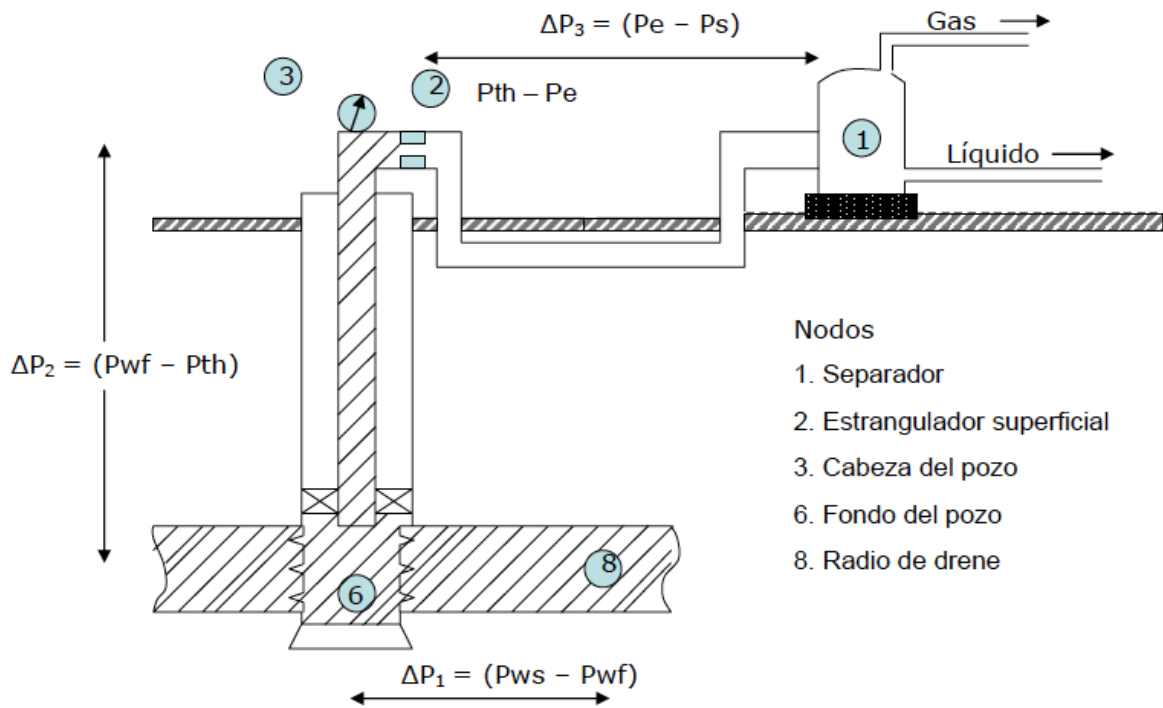 ΔP₃ = (Pe – Ps)
Gas
3
2
Pth – Pe
1
Líquido
ΔP₂ = (Pwf – Pth)
Nodos
1. Separador
2. Estrangulador superficial
3. Cabeza del pozo
6. Fondo del pozo
8. Radio de drene
8
6
ΔP₁ = (Pws – Pwf)